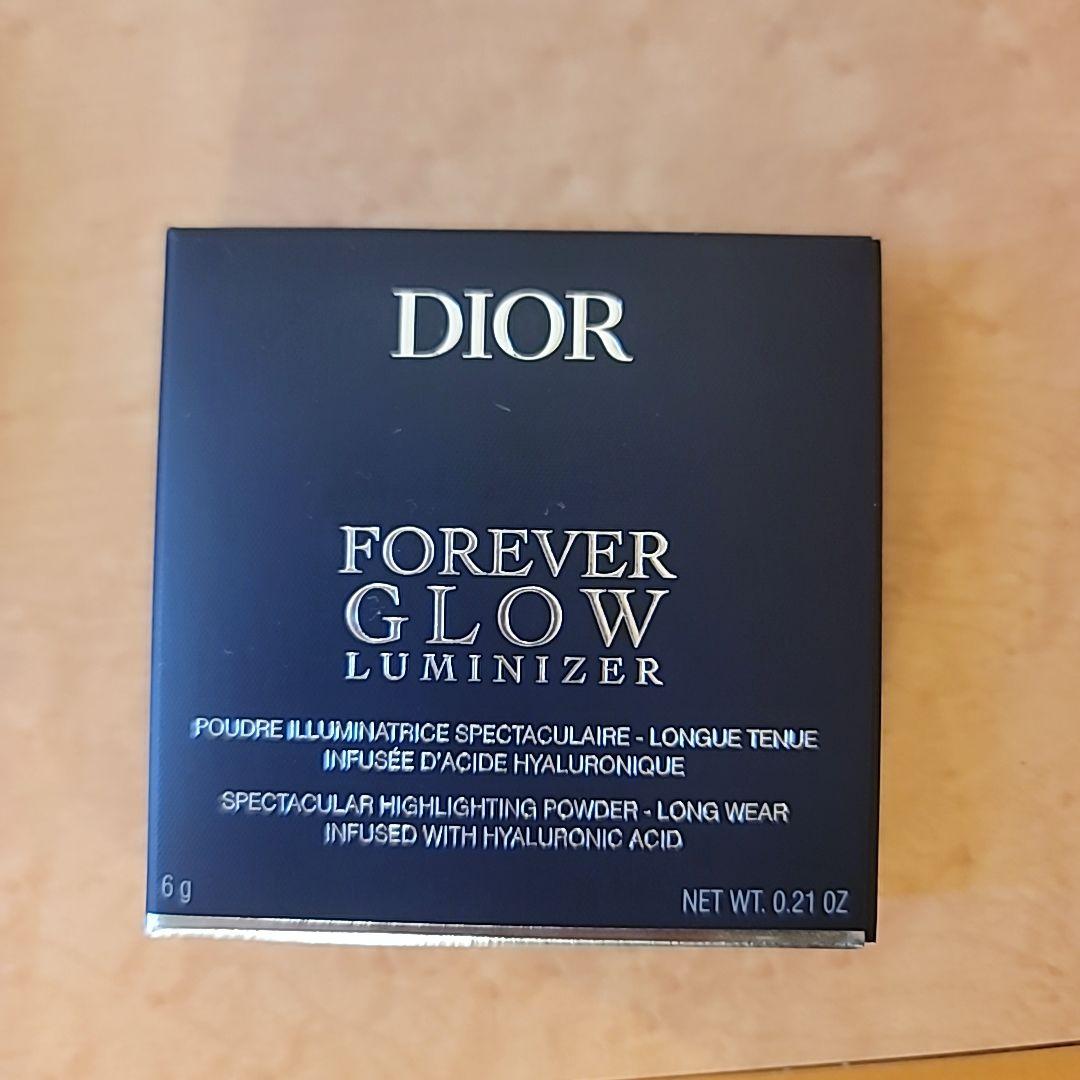 DIOR
FOREVER
GLOW
LUMINIZER
POUDRE ILLUMINATRICE SPECTACULAIRE - LONGUE TENUE
INFUSÉE D'ACIDE HYALURONIQUE
SPECTACULAR HIGHLIGHTING POWDER - LONG WEAR
INFUSED WITH HYALURONIC ACID
6 g
NET WT. 0.21 OZ